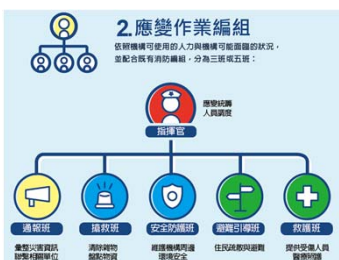 2.應變作業編組
依照機構可使用的人力與機構可能面臨的狀況，
並配合既有消防編組，分為三班或五班：
指揮官
應變統籌
人員調度
通報班
搶救班
安全防護班
避難引導班
救護班
彙整災害資訊
聯繫相關單位
清除雜物
盤點物資
維護機構周邊
環境安全
住民疏散與避難
提供受傷人員
醫療照護